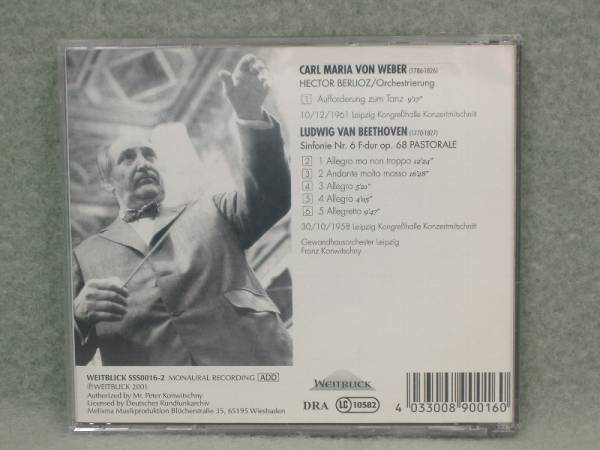 CARL MARIA VON WEBER (1786-1826)
HECTOR BERLIOZ/Orchestrierung
1 Aufforderung zum Tanz 9'17"
10/12/1961 Leipzig Kongreßhalle Konzertmitschnitt
LUDWIG VAN BEETHOVEN (1770-1827)
Sinfonie Nr. 6 F-dur op. 68 PASTORALE
2 1 Allegro ma non troppo 12'24"
3 2 Andante molto mosso 16'28"
4 3 Allegro 5'21"
5 4 Allegro 4'05"
6 5 Allegretto 9'47"
30/10/1958 Leipzig Kongreßhalle Konzertmitschnitt
Gewandhausorchester Leipzig
Franz Konwitschny
WEITBLICK SSS0016-2 MONAURAL RECORDING ADD
℗WEITBLICK 2001
Authorized by Mr. Peter Konwitschny
Licensed by Deutsches Rundfunkarchiv
Mellisma Musikproduktion Blücherstraße 35, 65195 Wiesbaden
WEITBLICK
DRA LC 10582
4 033008 900160